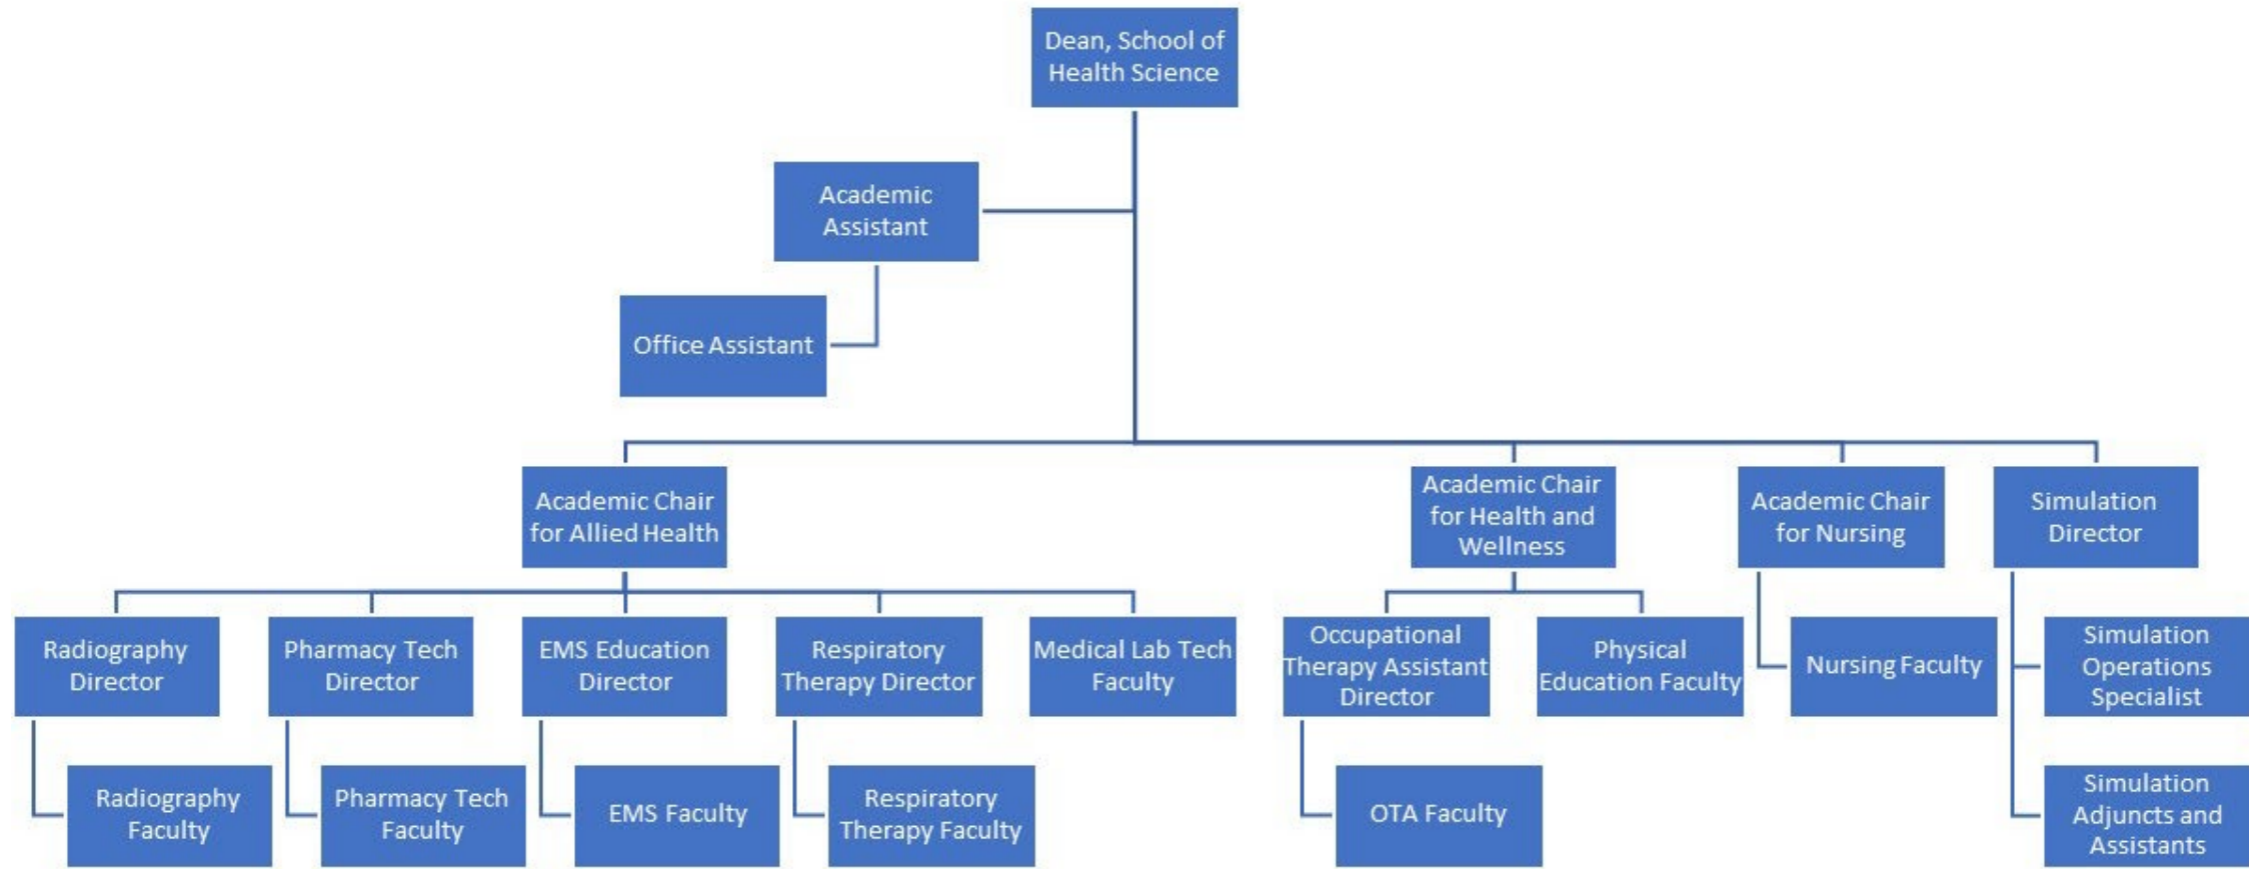 Dean, School of
Health Science
Academic
Assistant
Office Assistant
Academic Chair
for Allied Health
Academic Chair
for Health and
Wellness
Academic Chair
for Nursing
Simulation
Director
Radiography
Director
Pharmacy Tech
Director
EMS Education
Director
Respiratory
Therapy Director
Medical Lab Tech
Faculty
Occupational
Therapy Assistant
Director
Physical
Education Faculty
Nursing Faculty
Simulation
Operations
Specialist
Radiography
Faculty
Pharmacy Tech
Faculty
EMS Faculty
Respiratory
Therapy Faculty
OTA Faculty
Simulation
Adjuncts and
Assistants